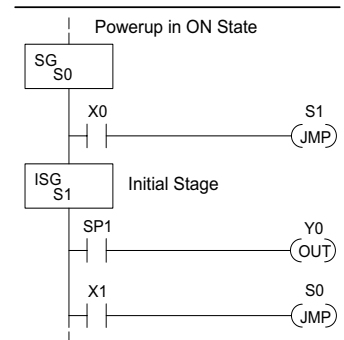 Powerup in ON State
SG
S0
X0 S1
JMP
ISG
S1
Initial Stage
SP1 Y0
OUT
X1 S0
JMP